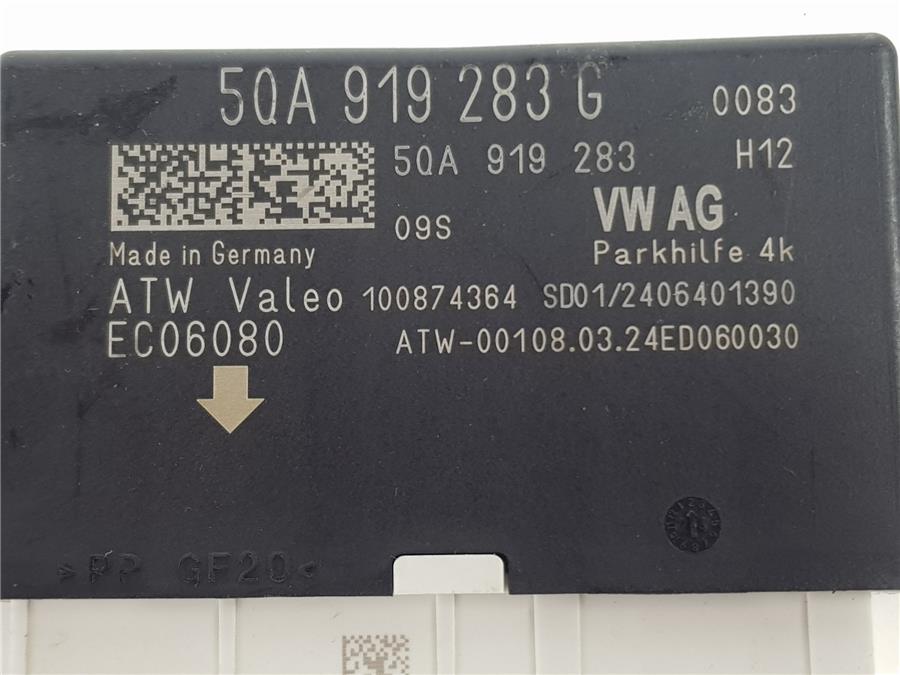 5QA 919 283 G 0083
5QA 919 283 H12
09S VW AG
Made in Germany Parkhilfe 4k
ATW Valeo 100874364 SD01/2406401390
EC06080 ATW-00108.03.24ED060030
>PP GF20<